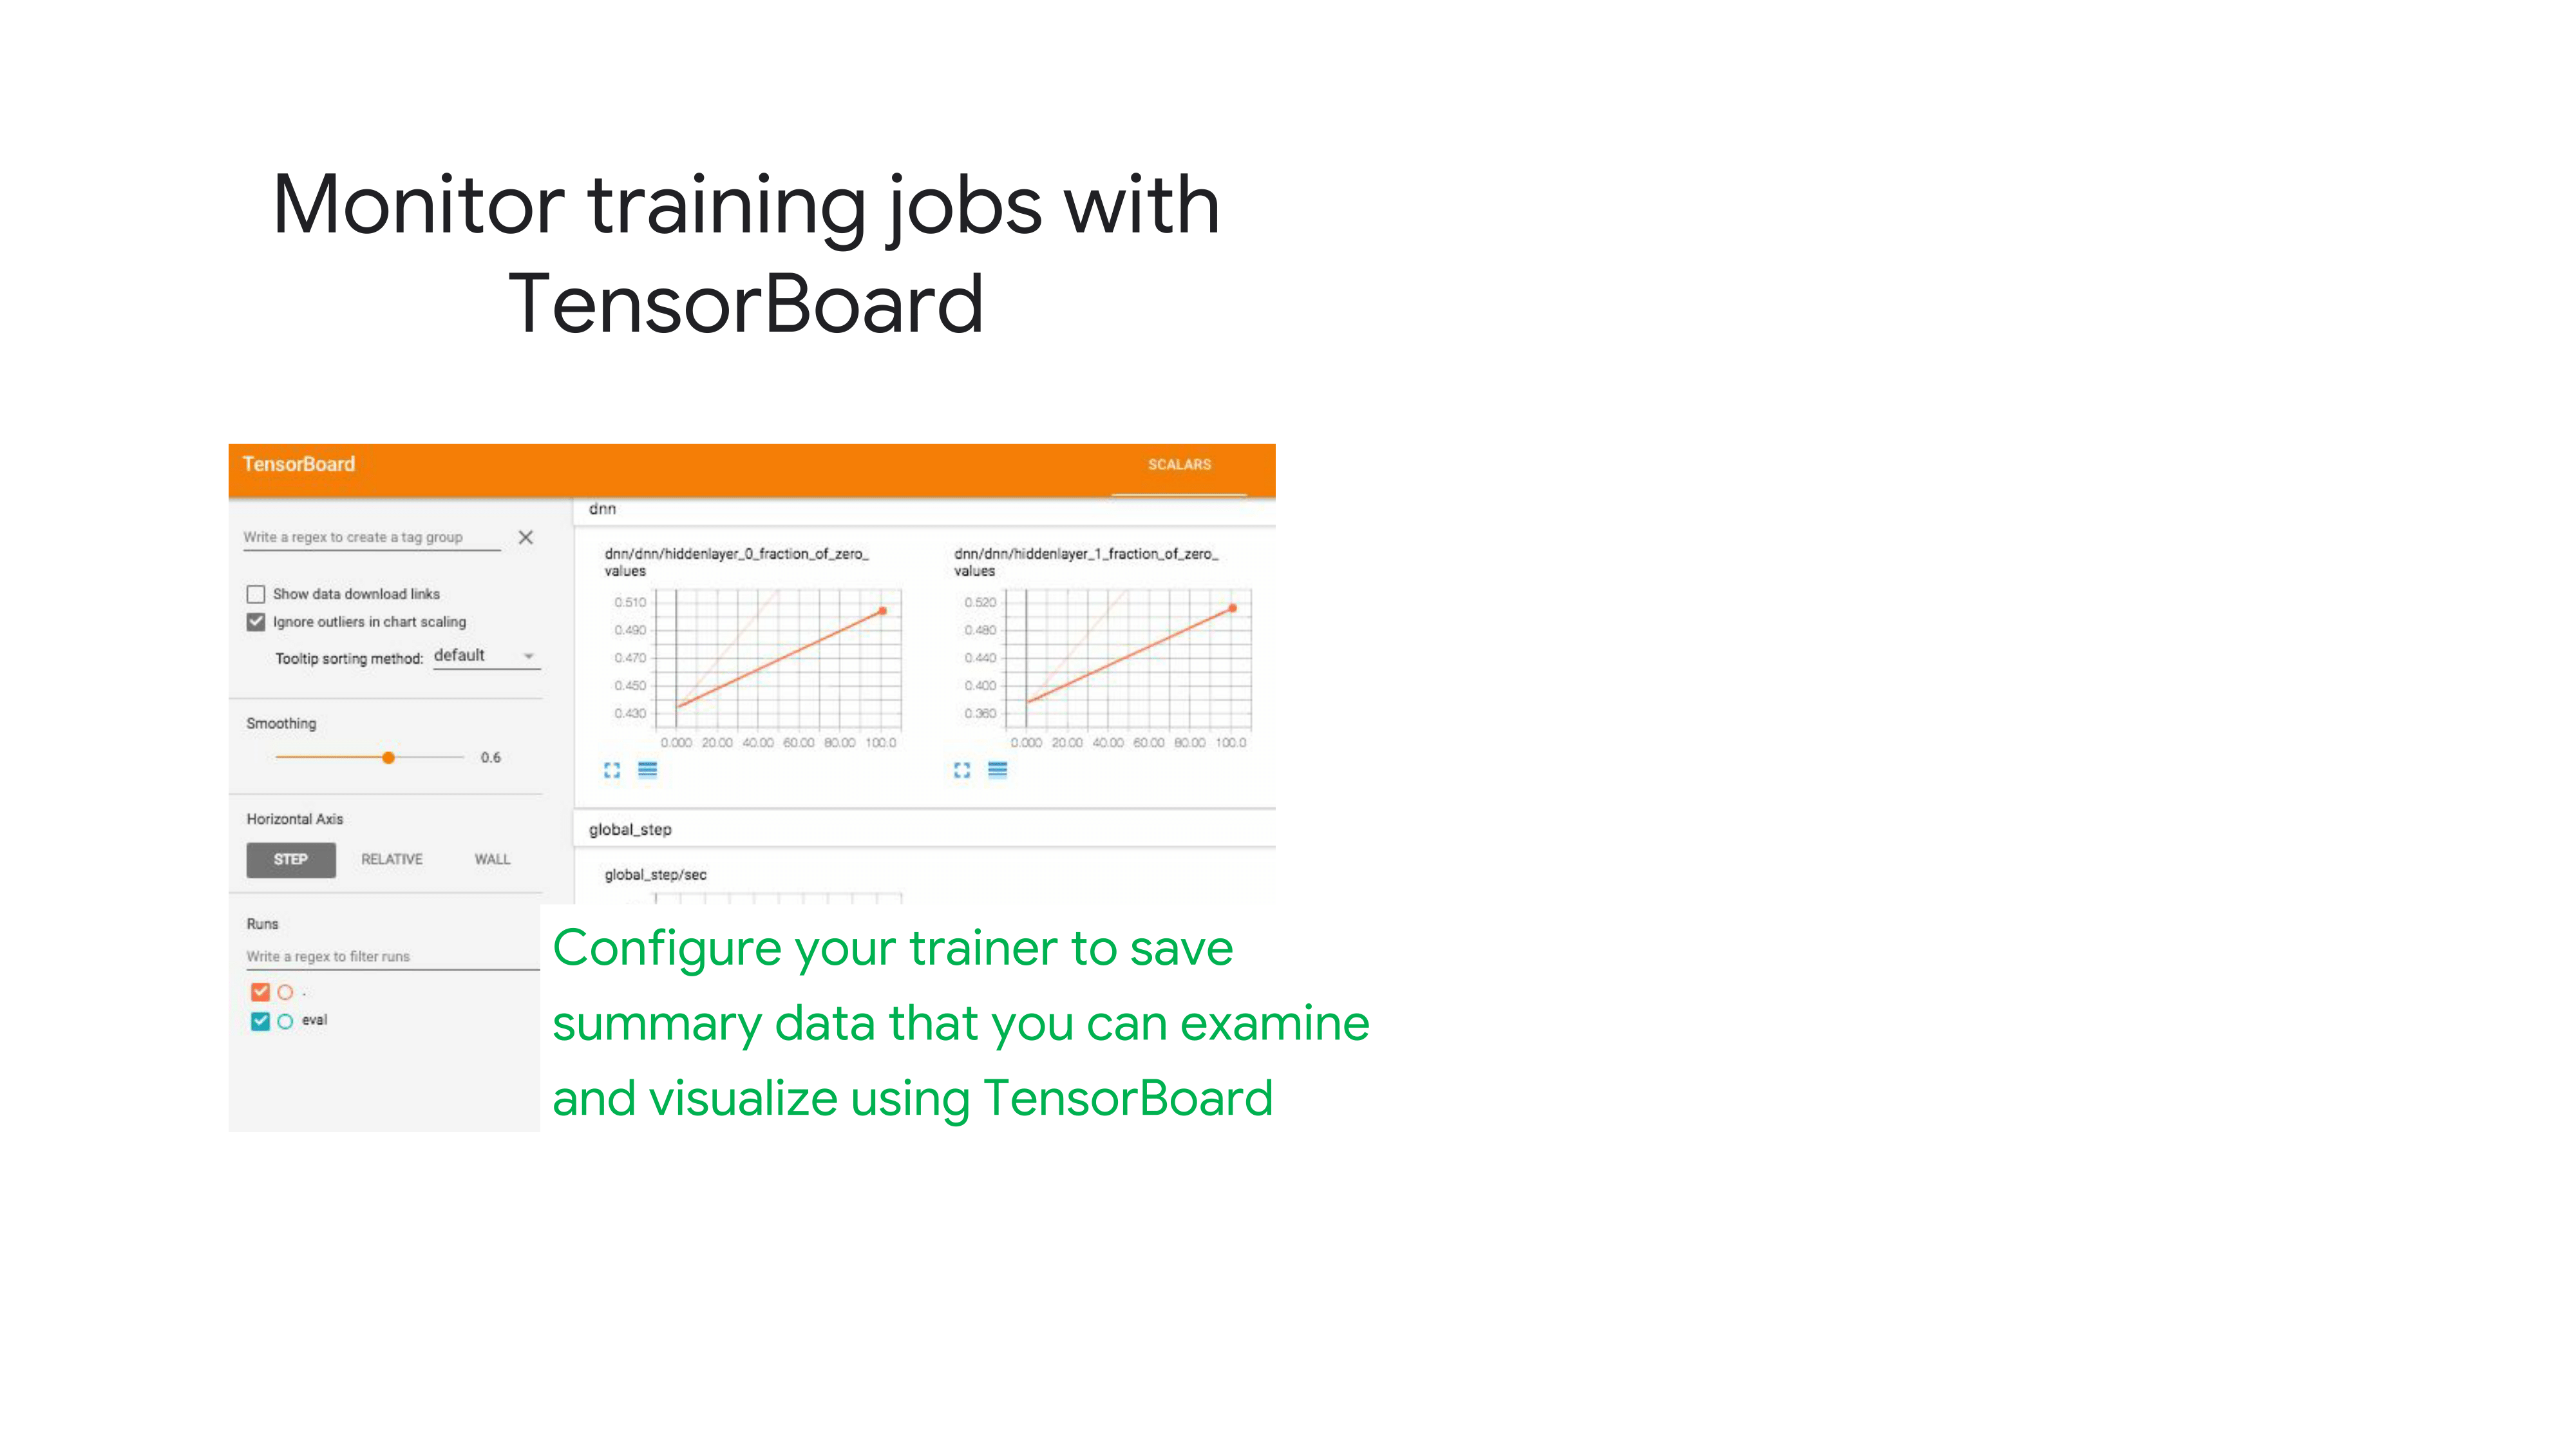 Monitor training jobs with
TensorBoard
TensorBoard
SCALARS
Write a regex to create a tag group
Show data download links
Ignore outliers in chart scaling
Tooltip sorting method: default
Smoothing
0.6
Horizontal Axis
STEP RELATIVE WALL
Runs
Write a regex to filter runs
.
eval
dnn
dnn/dnn/hiddenlayer_0_fraction_of_zero_
values
0.510
0.490
0.470
0.450
0.430
0.000 20.00 40.00 60.00 80.00 100.0
dnn/dnn/hiddenlayer_1_fraction_of_zero_
values
0.520
0.480
0.440
0.400
0.360
0.000 20.00 40.00 60.00 80.00 100.0
global_step
global_step/sec
Configure your trainer to save
summary data that you can examine
and visualize using TensorBoard